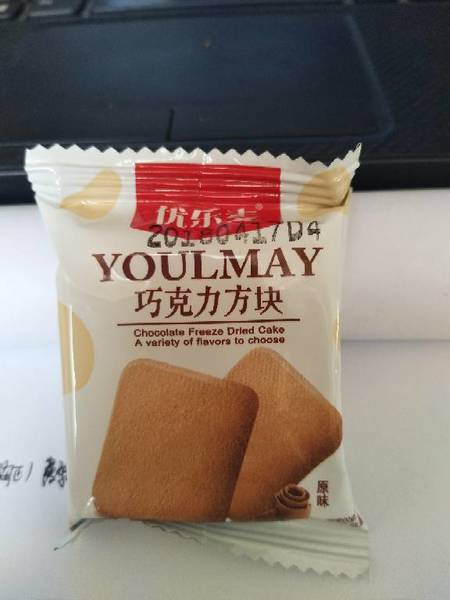 优乐麦®
20180417D4
YOULMAY
巧克力方块
Chocolate Freeze Dried Cake
A variety of flavors to choose
原味